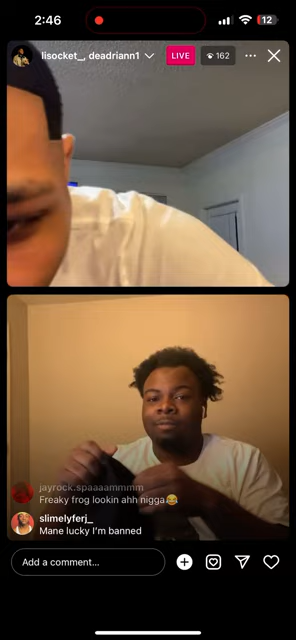 2:46
12
lisocket_, deadriann1
LIVE
162
jayrock.spaaaammmm
Freaky frog lookin ahh nigga😂
slimelyferj_
Mane lucky I'm banned
Add a comment...